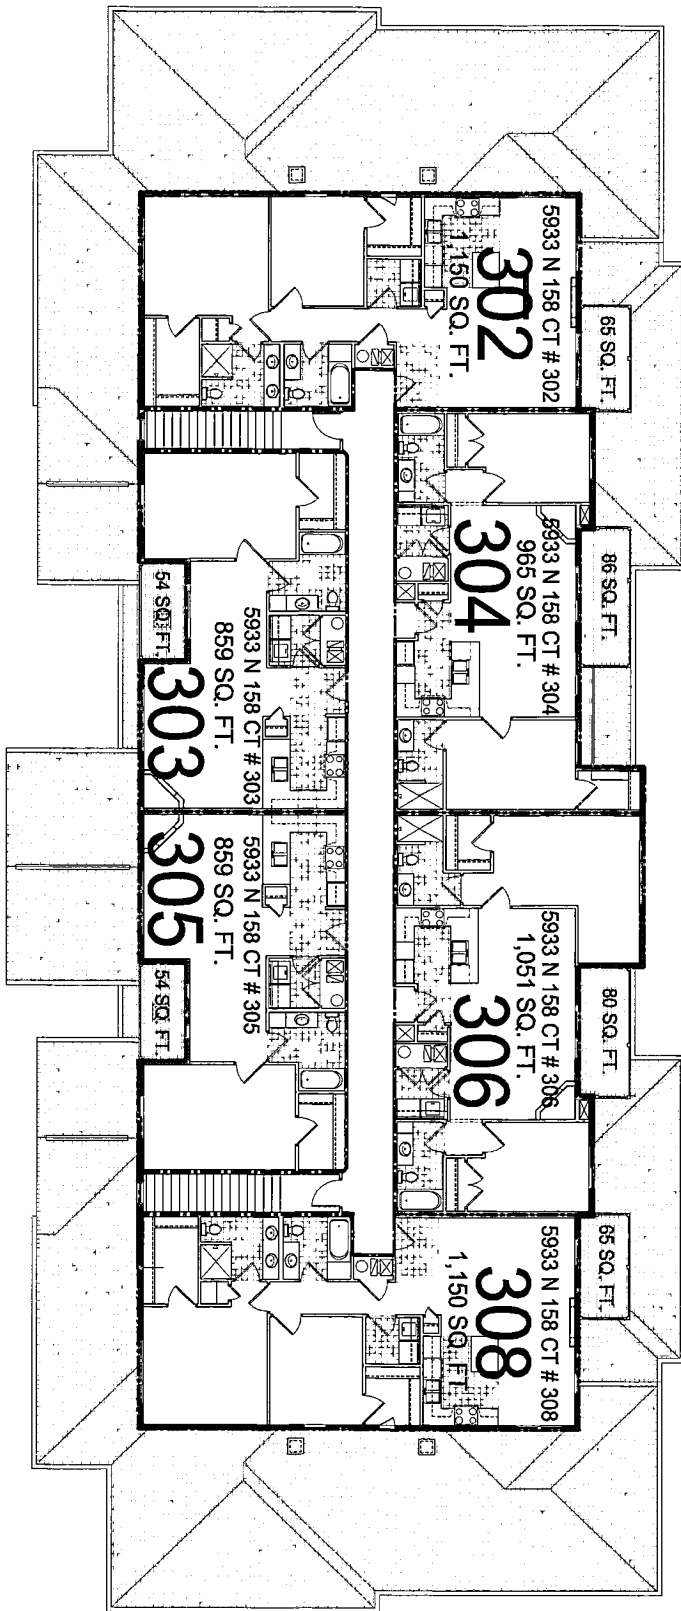 5933 N 158 CT # 302
302
1,150 SQ. FT.
65 SQ. FT.
5933 N 158 CT # 304
965 SQ. FT.
304
86 SQ. FT.
54 SQ. FT.
5933 N 158 CT # 303
859 SQ. FT.
303
5933 N 158 CT # 305
859 SQ. FT.
305
54 SQ. FT.
5933 N 158 CT # 306
1,051 SQ. FT.
306
80 SQ. FT.
5933 N 158 CT # 308
308
1,150 SQ. FT.
65 SQ. FT.